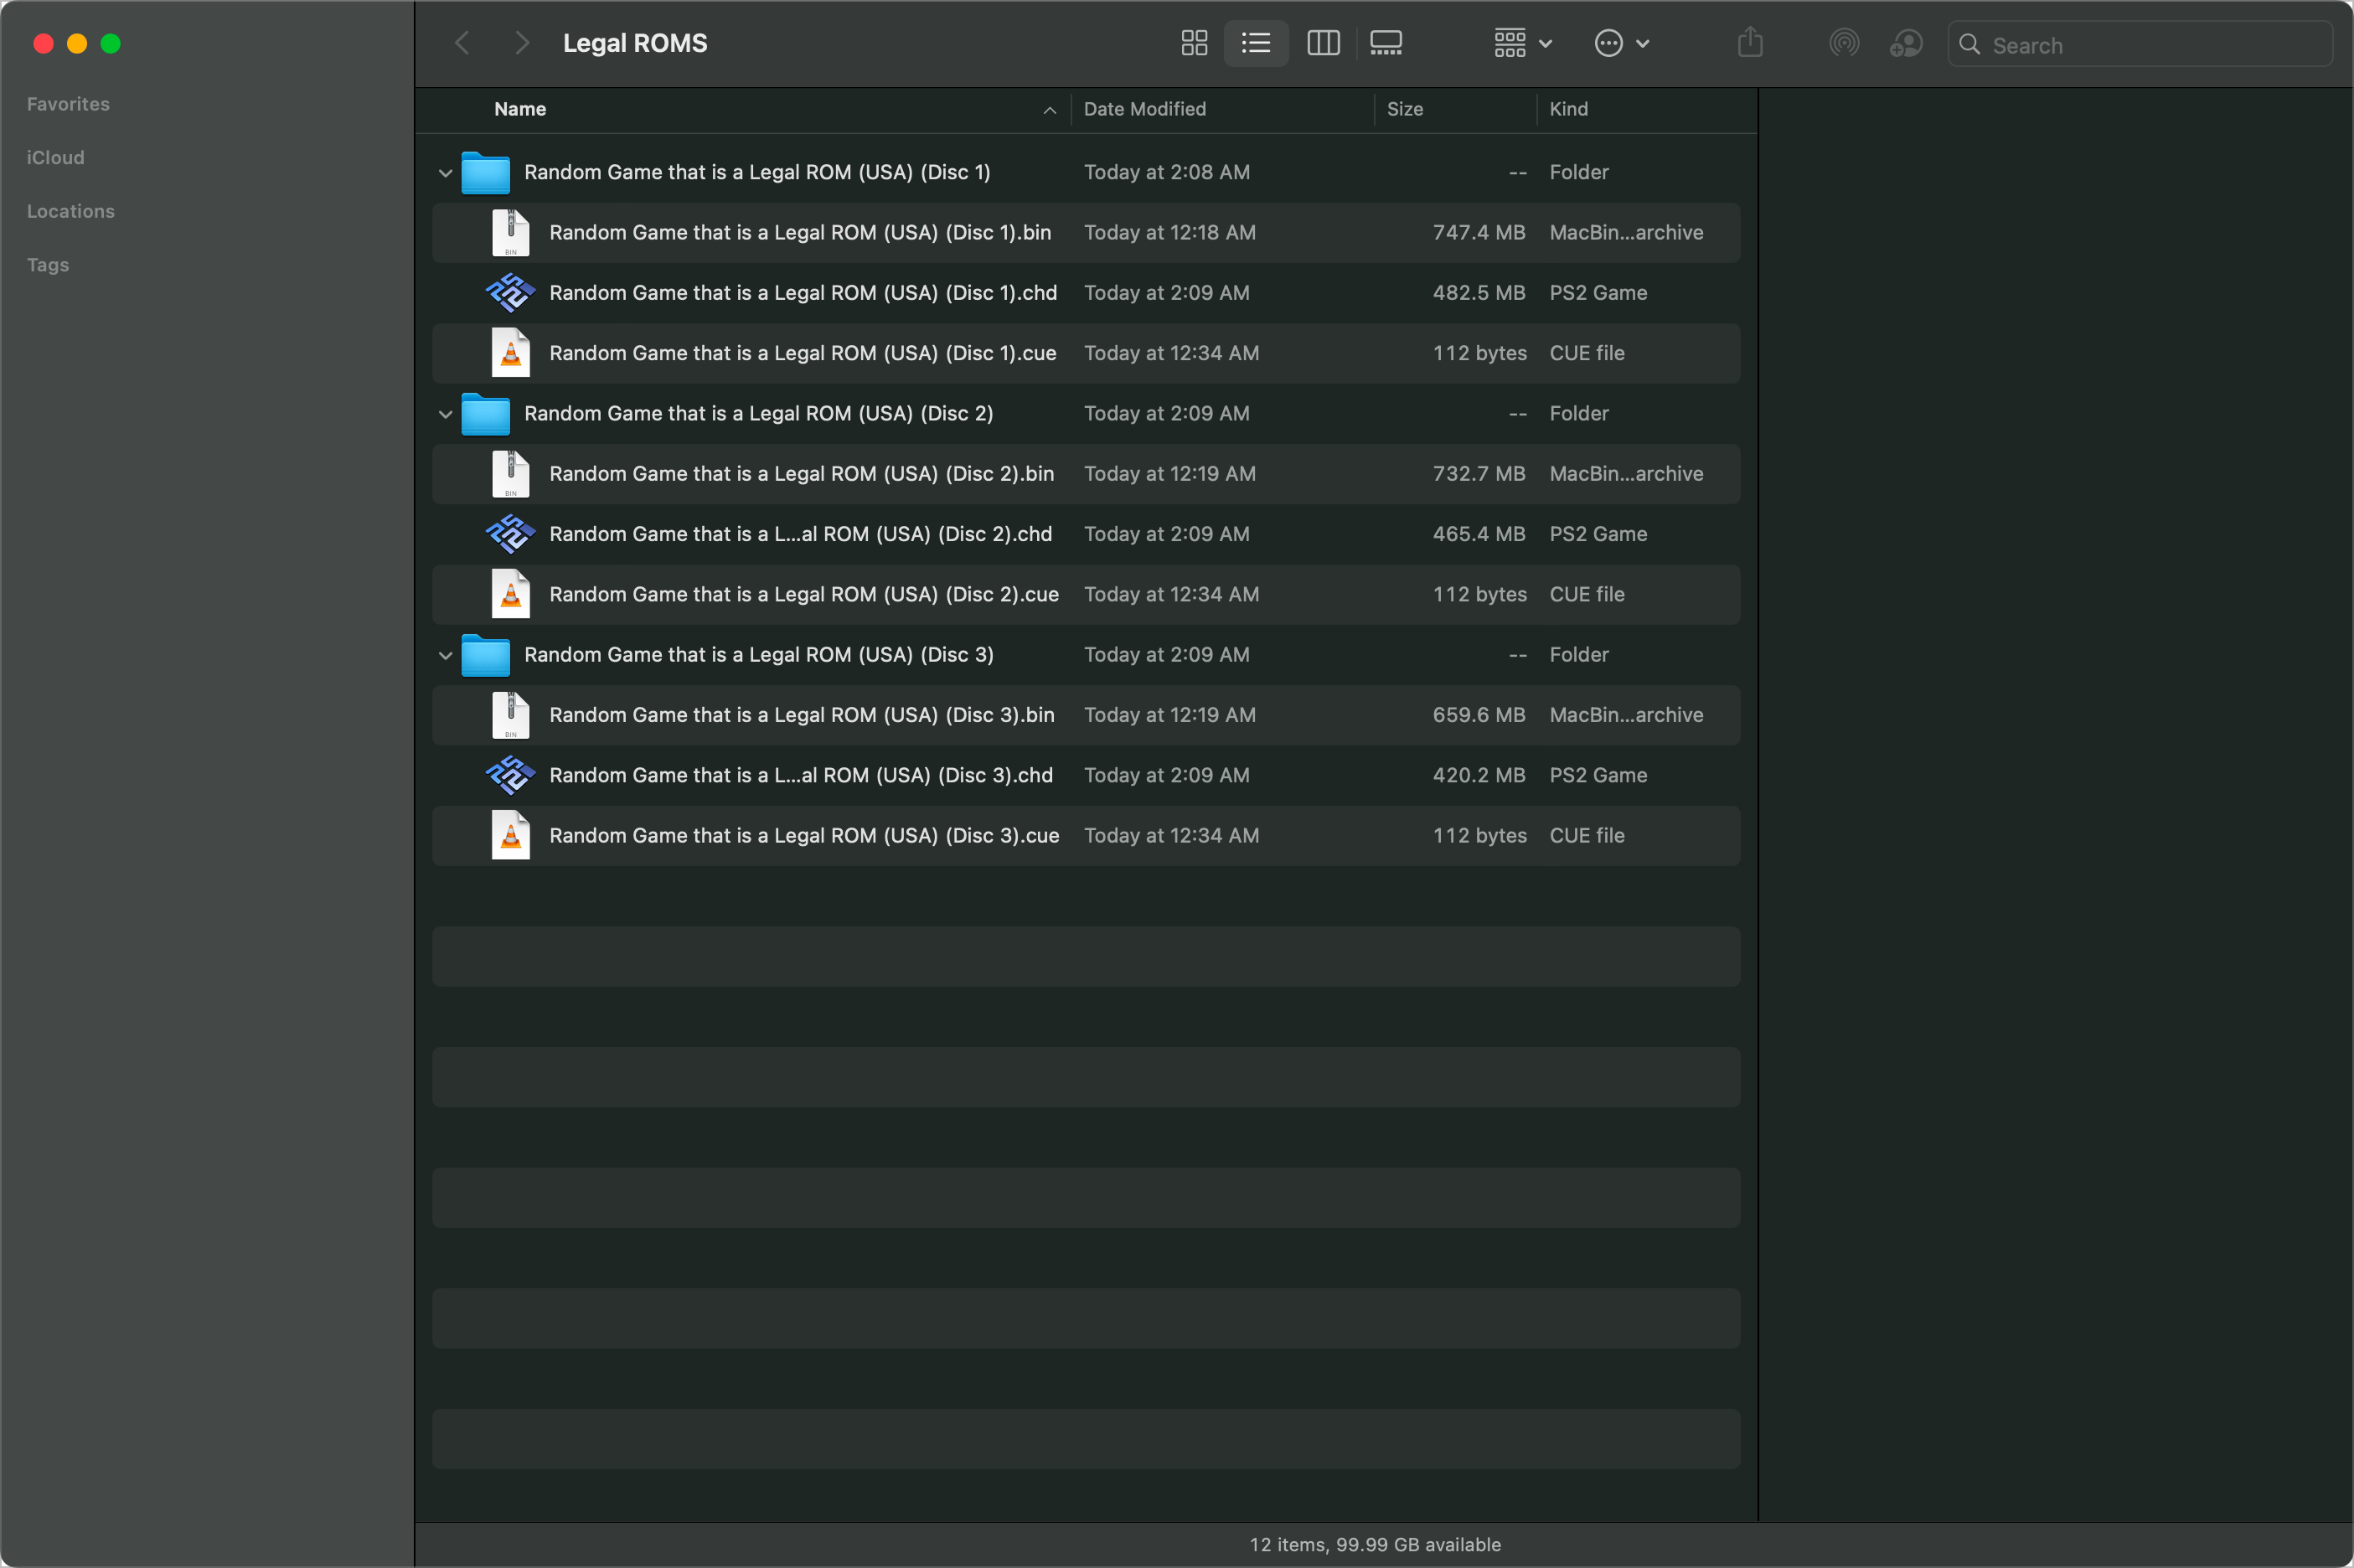 Legal ROMS
Search
Favorites
iCloud
Locations
Tags
Name Date Modified Size Kind
Random Game that is a Legal ROM (USA) (Disc 1) Today at 2:08 AM -- Folder
Random Game that is a Legal ROM (USA) (Disc 1).bin Today at 12:18 AM 747.4 MB MacBin...archive
Random Game that is a Legal ROM (USA) (Disc 1).chd Today at 2:09 AM 482.5 MB PS2 Game
Random Game that is a Legal ROM (USA) (Disc 1).cue Today at 12:34 AM 112 bytes CUE file
Random Game that is a Legal ROM (USA) (Disc 2) Today at 2:09 AM -- Folder
Random Game that is a Legal ROM (USA) (Disc 2).bin Today at 12:19 AM 732.7 MB MacBin...archive
Random Game that is a L...al ROM (USA) (Disc 2).chd Today at 2:09 AM 465.4 MB PS2 Game
Random Game that is a Legal ROM (USA) (Disc 2).cue Today at 12:34 AM 112 bytes CUE file
Random Game that is a Legal ROM (USA) (Disc 3) Today at 2:09 AM -- Folder
Random Game that is a Legal ROM (USA) (Disc 3).bin Today at 12:19 AM 659.6 MB MacBin...archive
Random Game that is a L...al ROM (USA) (Disc 3).chd Today at 2:09 AM 420.2 MB PS2 Game
Random Game that is a Legal ROM (USA) (Disc 3).cue Today at 12:34 AM 112 bytes CUE file
12 items, 99.99 GB available